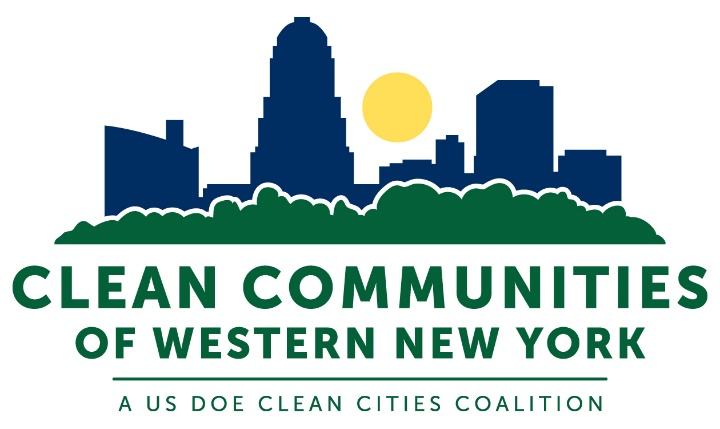 CLEAN COMMUNITIES
OF WESTERN NEW YORK
A US DOE CLEAN CITIES COALITION